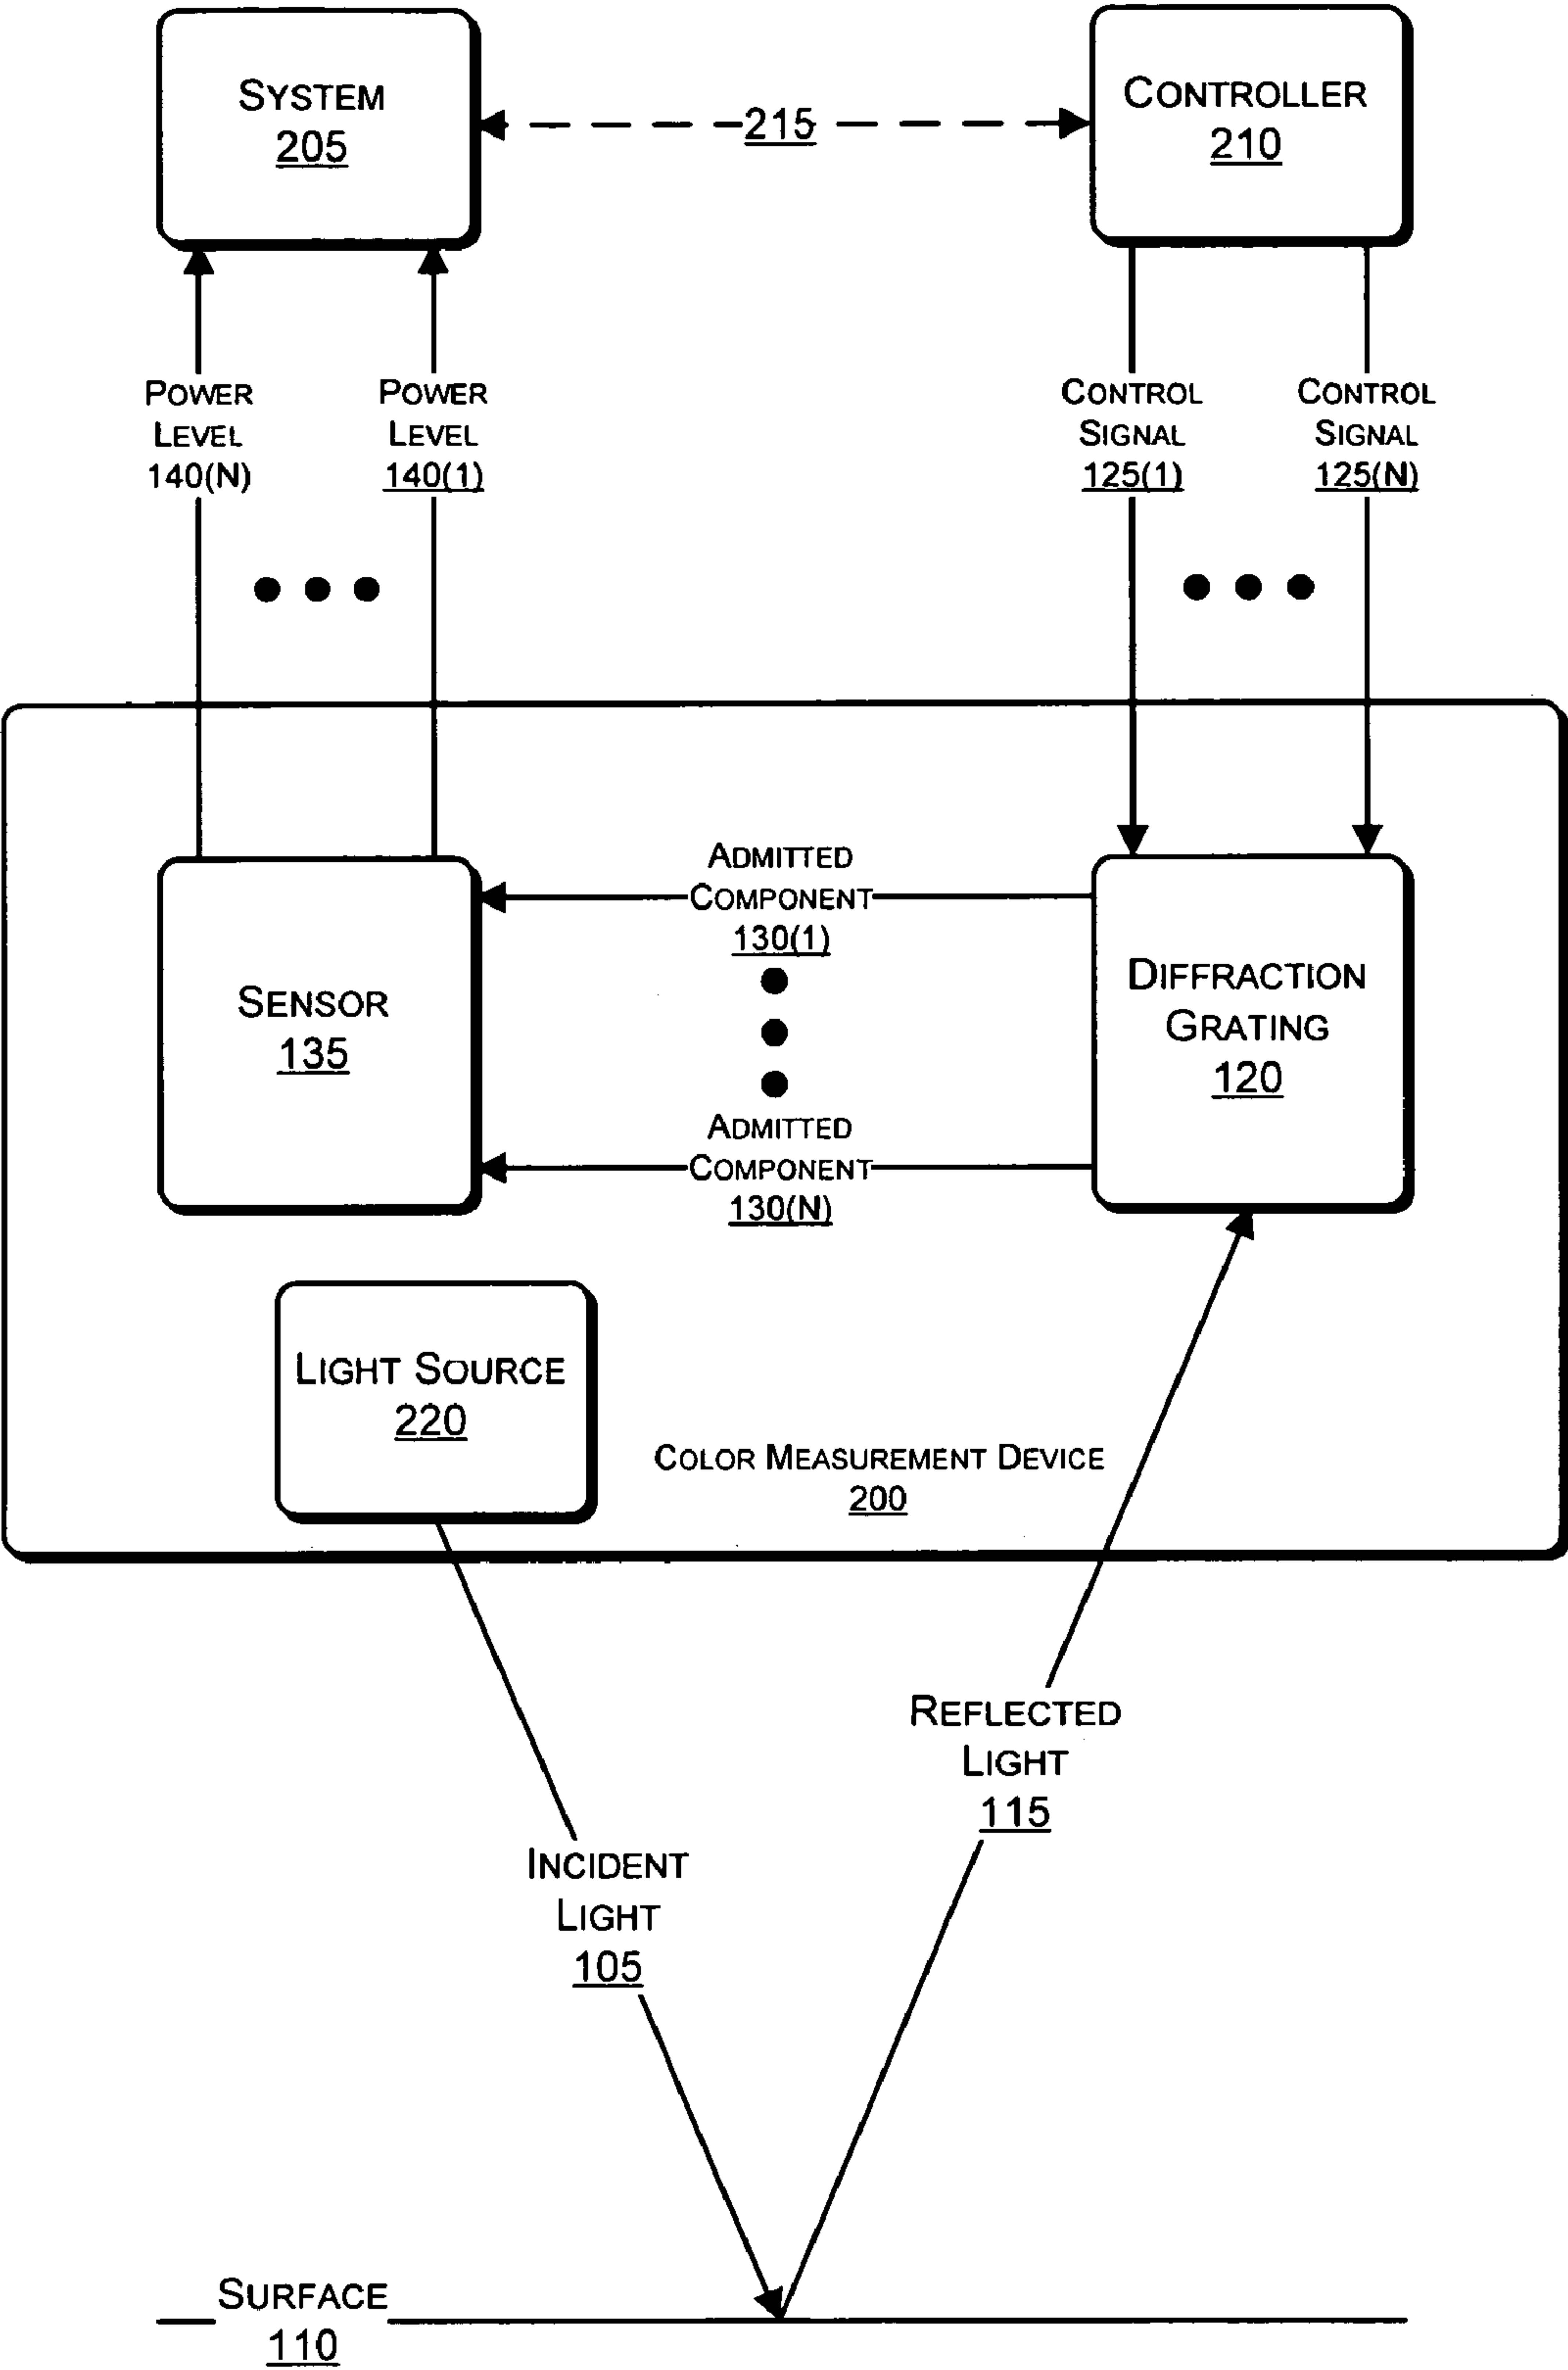 SYSTEM
205
215
CONTROLLER
210
POWER
LEVEL
140(N)
POWER
LEVEL
140(1)
CONTROL
SIGNAL
125(1)
CONTROL
SIGNAL
125(N)
SENSOR
135
ADMITTED
COMPONENT
130(1)
ADMITTED
COMPONENT
130(N)
DIFFRACTION
GRATING
120
LIGHT SOURCE
220
COLOR MEASUREMENT DEVICE
200
REFLECTED
LIGHT
115
INCIDENT
LIGHT
105
SURFACE
110